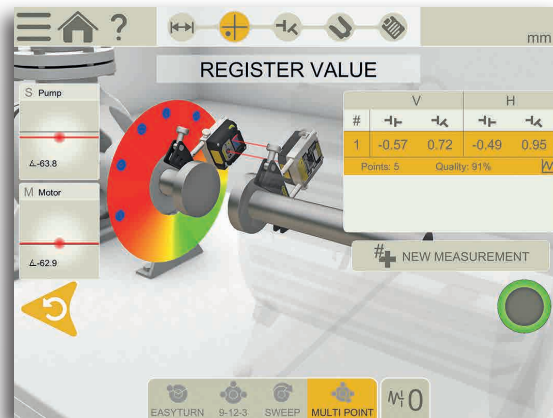 ?
mm
REGISTER VALUE
S Pump
-63.8
M Motor
-62.9
V H
#
1 -0.57 0.72 -0.49 0.95
Points: 5 Quality: 91%
# NEW MEASUREMENT
EASYTURN 9-12-3 SWEEP MULTI POINT
0